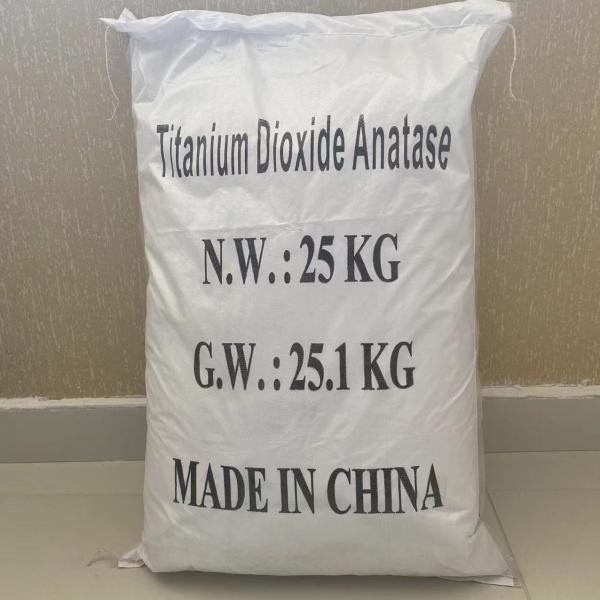 Titanium Dioxide Anatase
N.W.: 25 KG
G.W.: 25.1 KG
MADE IN CHINA